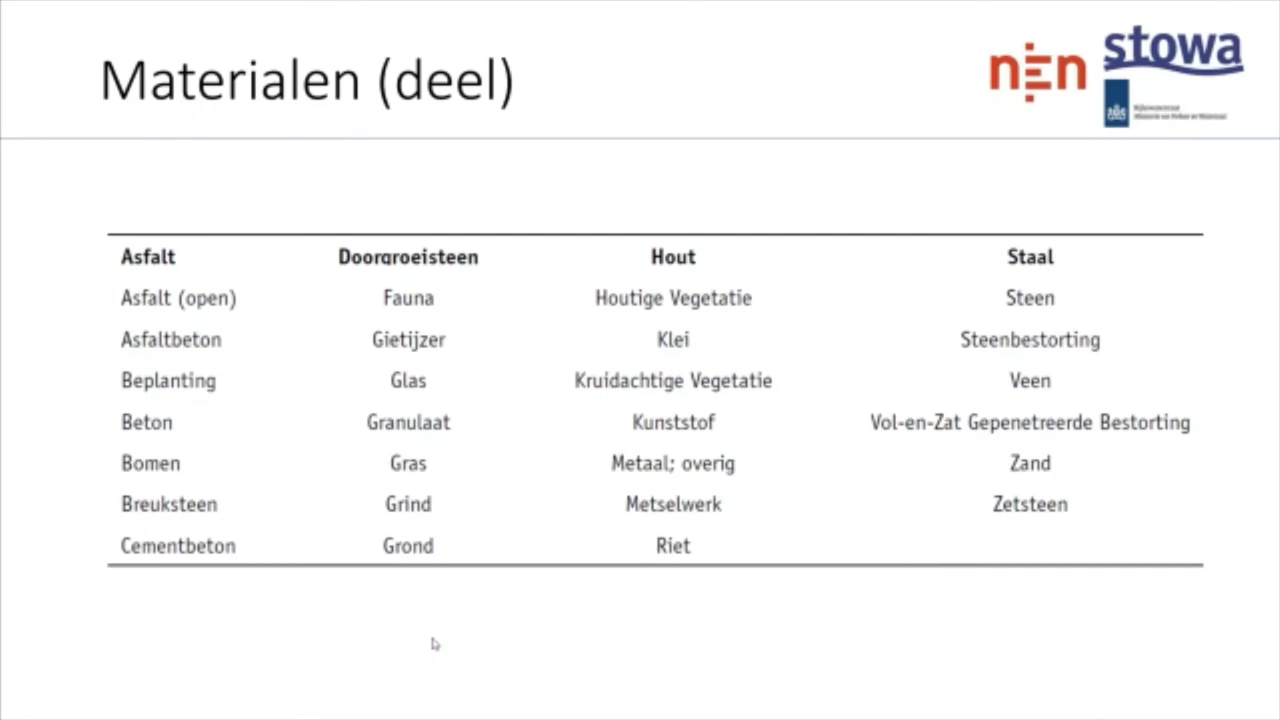 Materialen (deel)
nen
stowa
Asfalt Doorgroeisteen Hout Staal
Asfalt (open) Fauna Houtige Vegetatie Steen
Asfaltbeton Gietijzer Klei Steenbestorting
Beplanting Glas Kruidachtige Vegetatie Veen
Beton Granulaat Kunststof Vol-en-Zat Gepenetreerde Bestorting
Bomen Gras Metaal; overig Zand
Breuksteen Grind Metselwerk Zetsteen
Cementbeton Grond Riet